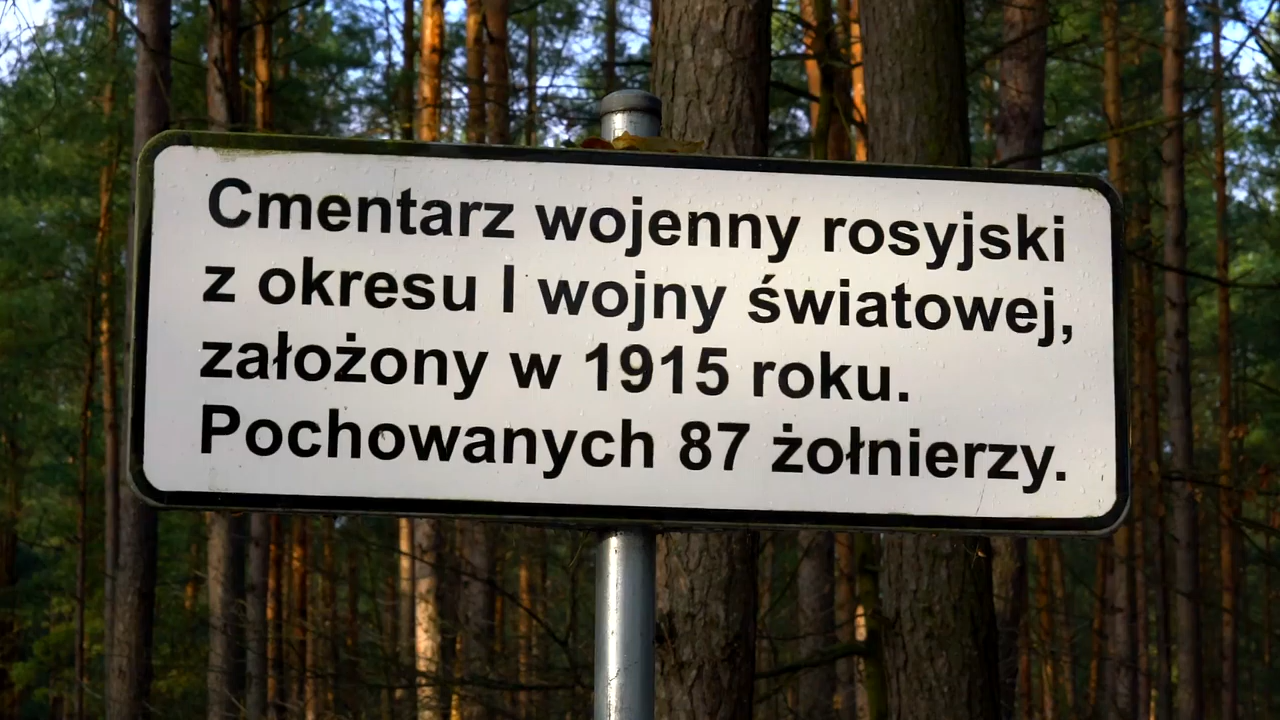 Cmentarz wojenny rosyjski
z okresu I wojny światowej,
założony w 1915 roku.
Pochowanych 87 żołnierzy.